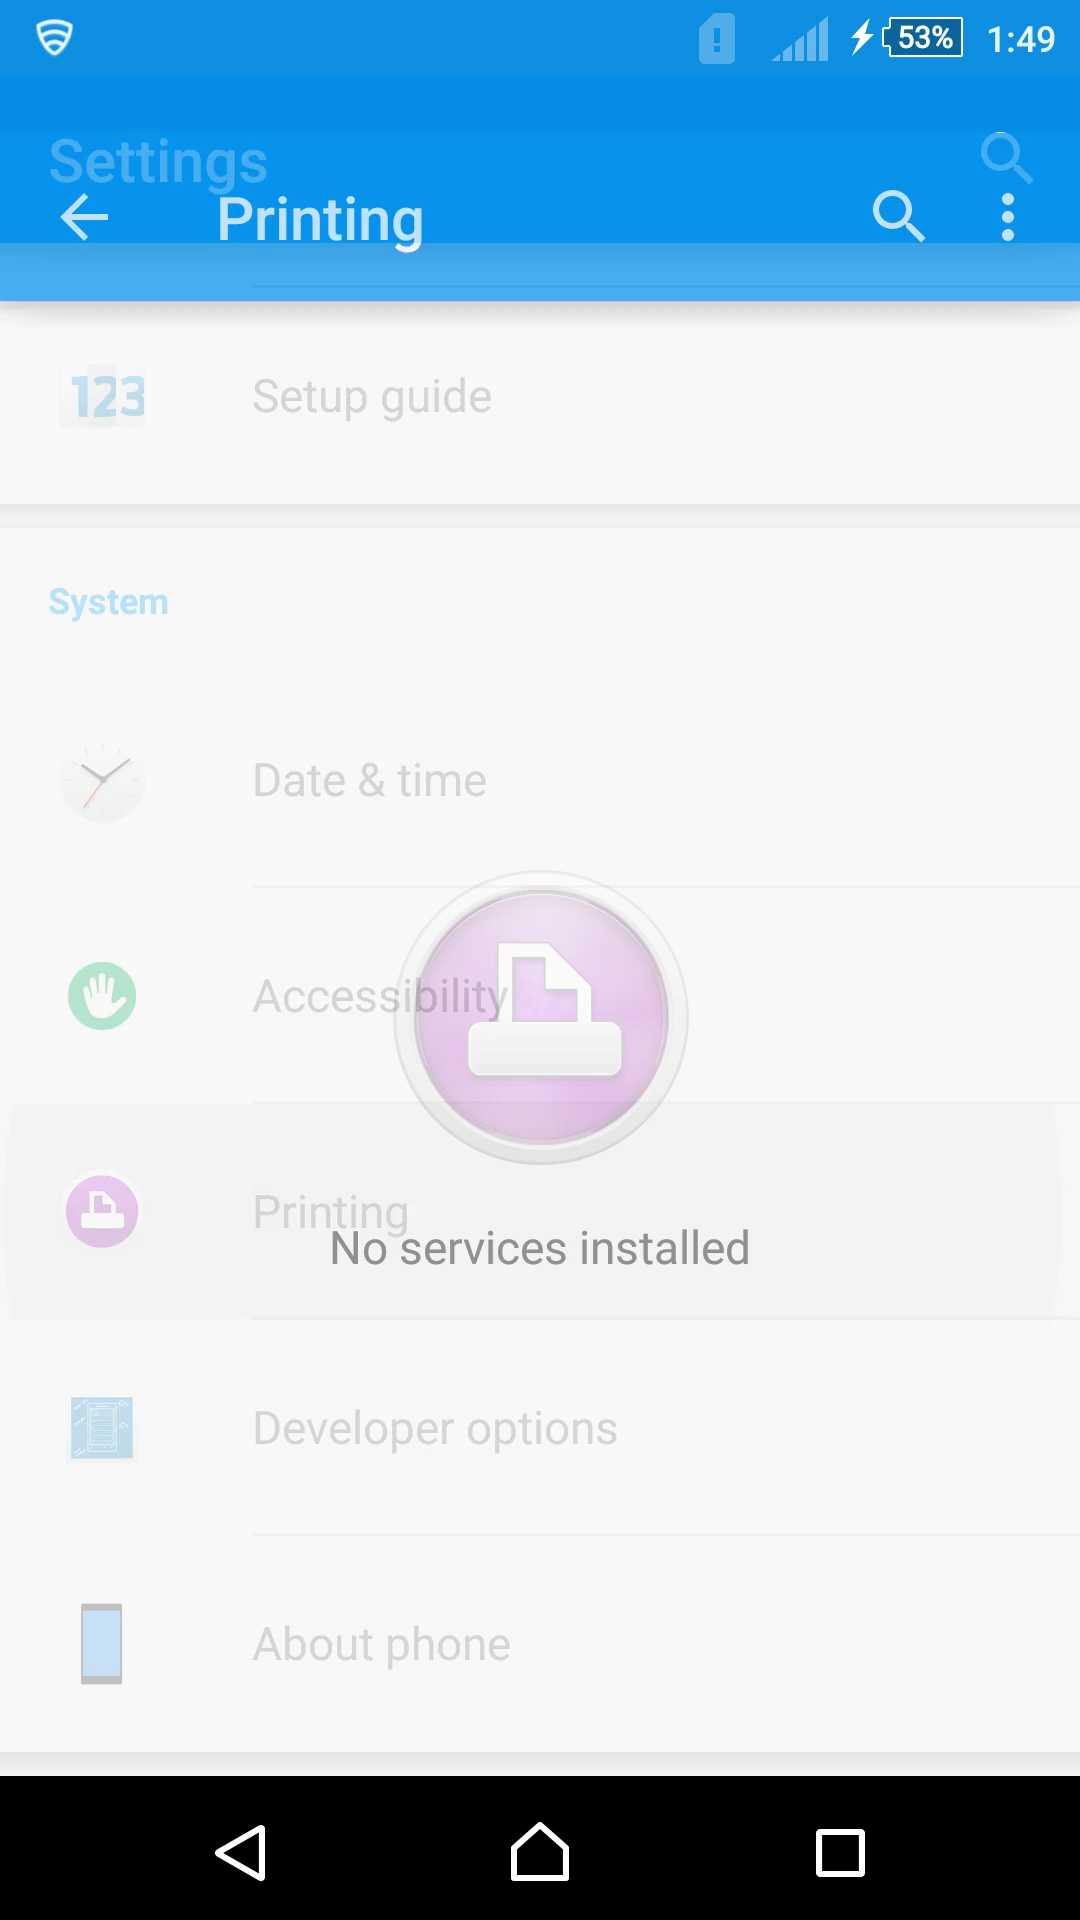 53% 1:49
Settings
Printing
123 Setup guide
System
Date & time
Accessibility
Printing
No services installed
Developer options
About phone